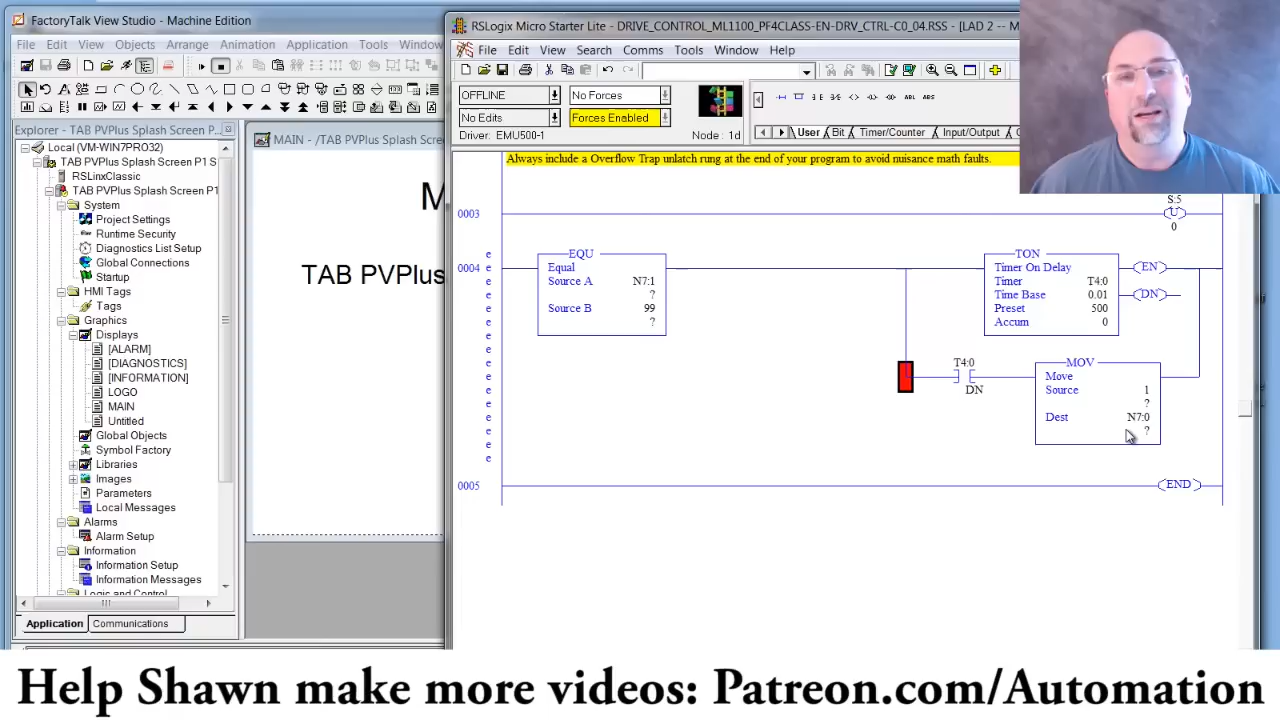 FactoryTalk View Studio - Machine Edition
File Edit View Objects Arrange Animation Application Tools Window
Explorer - TAB PVPlus Splash Screen P...
Local (VM-WIN7PRO32)
TAB PVPlus Splash Screen P1 S
RSLinxClassic
TAB PVPlus Splash Screen P1
System
Project Settings
Runtime Security
Diagnostics List Setup
Global Connections
Startup
HMI Tags
Tags
Graphics
Displays
[ALARM]
[DIAGNOSTICS]
[INFORMATION]
LOGO
MAIN
Untitled
Global Objects
Symbol Factory
Libraries
Images
Parameters
Local Messages
Alarms
Alarm Setup
Information
Information Setup
Information Messages
Logic and Control
Application Communications
MAIN - /TAB PVPlus Splash Scree
M
TAB PVPlus
RSLogix Micro Starter Lite - DRIVE_CONTROL_ML1100_PF4CLASS-EN-DRV_CTRL-C0_04.RSS - [LAD 2 -- M
File Edit View Search Comms Tools Window Help
OFFLINE No Forces
No Edits Forces Enabled
Driver: EMU500-1 Node: 1d
ABL ABS
User Bit Timer/Counter Input/Output
Always include a Overflow Trap unlatch rung at the end of your program to avoid nuisance math faults.
S:5
0003
U
0
e
0004 e
e
e
e
e
e
e
e
e
e
e
e
e
e
e
EQU
Equal
Source A N7:1
?
Source B 99
?
TON
Timer On Delay EN
Timer T4:0
Time Base 0.01 DN
Preset 500
Accum 0
T4:0
DN
MOV
Move
Source 1
?
Dest N7:0
?
0005 END
Help Shawn make more videos: Patreon.com/Automation